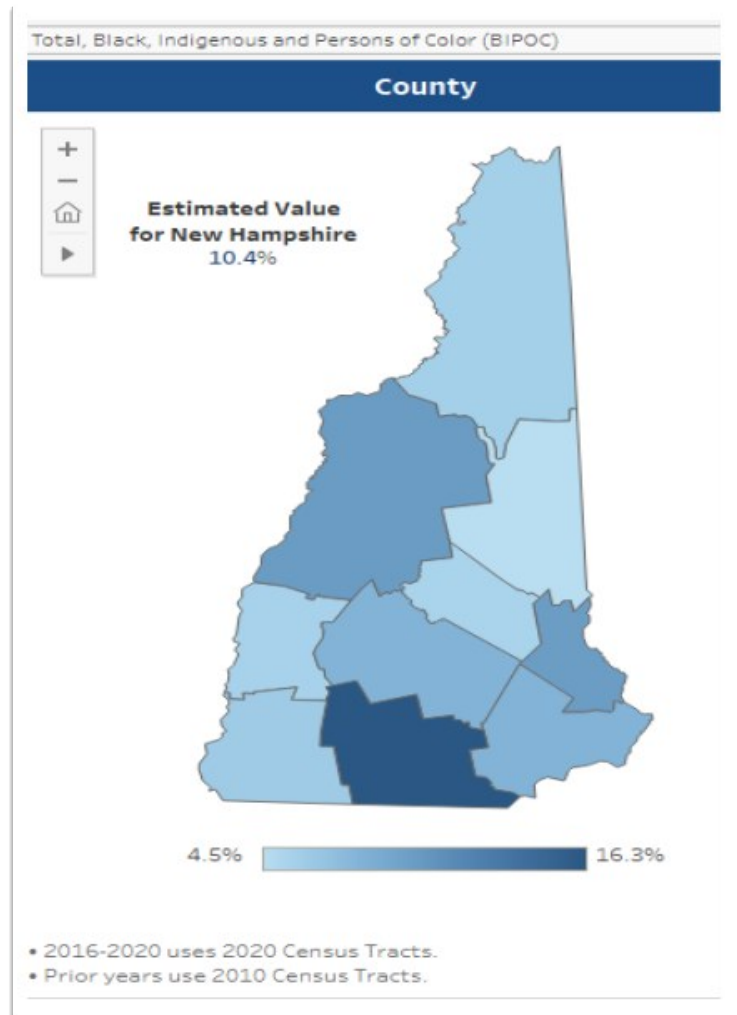 Total, Black, Indigenous and Persons of Color (BIPOC)
County
Estimated Value
for New Hampshire
10.4%
4.5%
16.3%
• 2016-2020 uses 2020 Census Tracts.
• Prior years use 2010 Census Tracts.